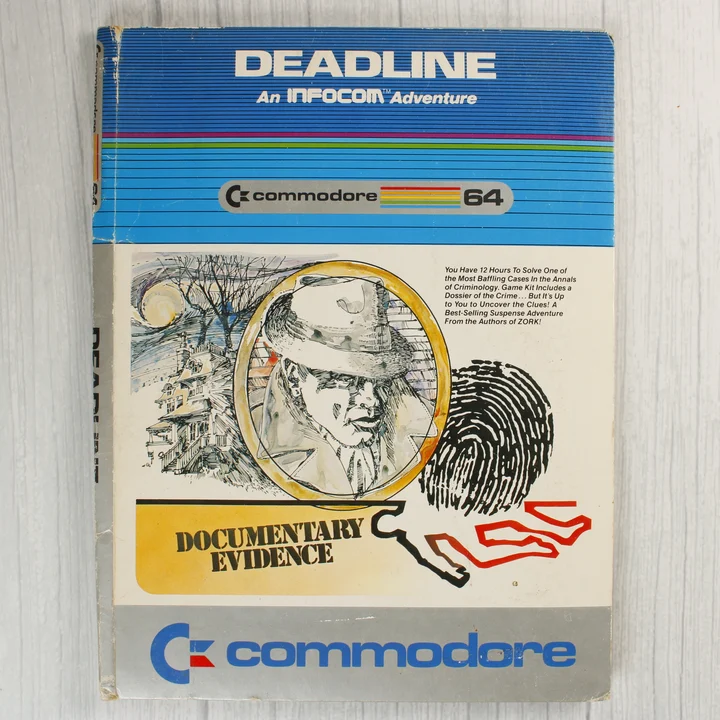 DEADLINE
An INFOCOM™ Adventure
commodore 64
You Have 12 Hours To Solve One of
the Most Baffling Cases In the Annals
of Criminology. Game Kit Includes a
Dossier of the Crime... But It's Up
to You to Uncover the Clues! A
Best-Selling Suspense Adventure
From the Authors of ZORK!
DOCUMENTARY
EVIDENCE
commodore